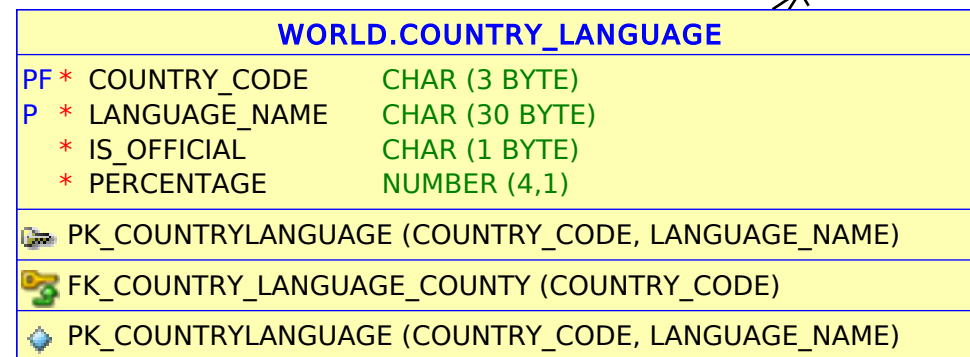 WORLD.COUNTRY_LANGUAGE
PF * COUNTRY_CODE CHAR (3 BYTE)
P * LANGUAGE_NAME CHAR (30 BYTE)
* IS_OFFICIAL CHAR (1 BYTE)
* PERCENTAGE NUMBER (4,1)
PK_COUNTRYLANGUAGE (COUNTRY_CODE, LANGUAGE_NAME)
FK_COUNTRY_LANGUAGE_COUNTY (COUNTRY_CODE)
PK_COUNTRYLANGUAGE (COUNTRY_CODE, LANGUAGE_NAME)